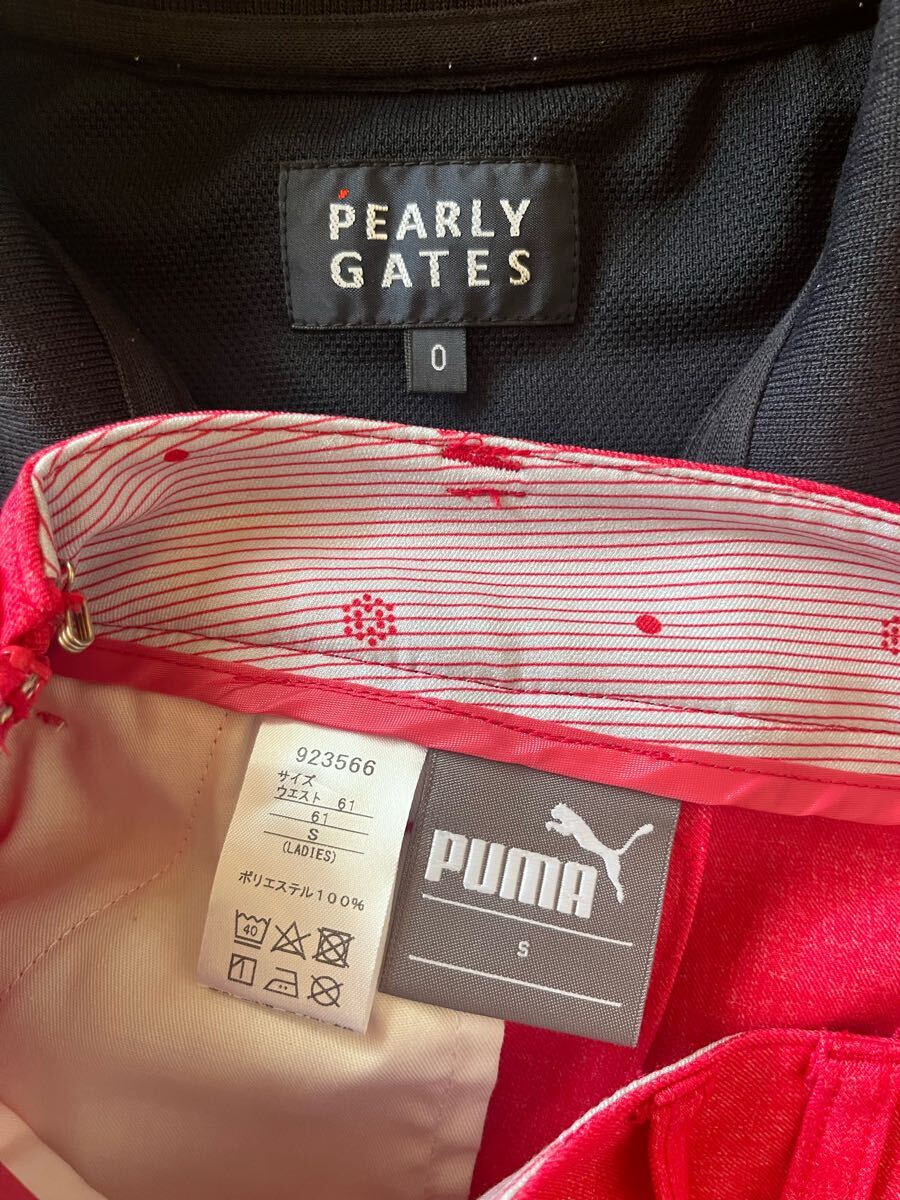 PEARLY
GATES
0
923566
サイズ
ウエスト 61
61
S
(LADIES)
ポリエステル100%
40
1
PUMA
S